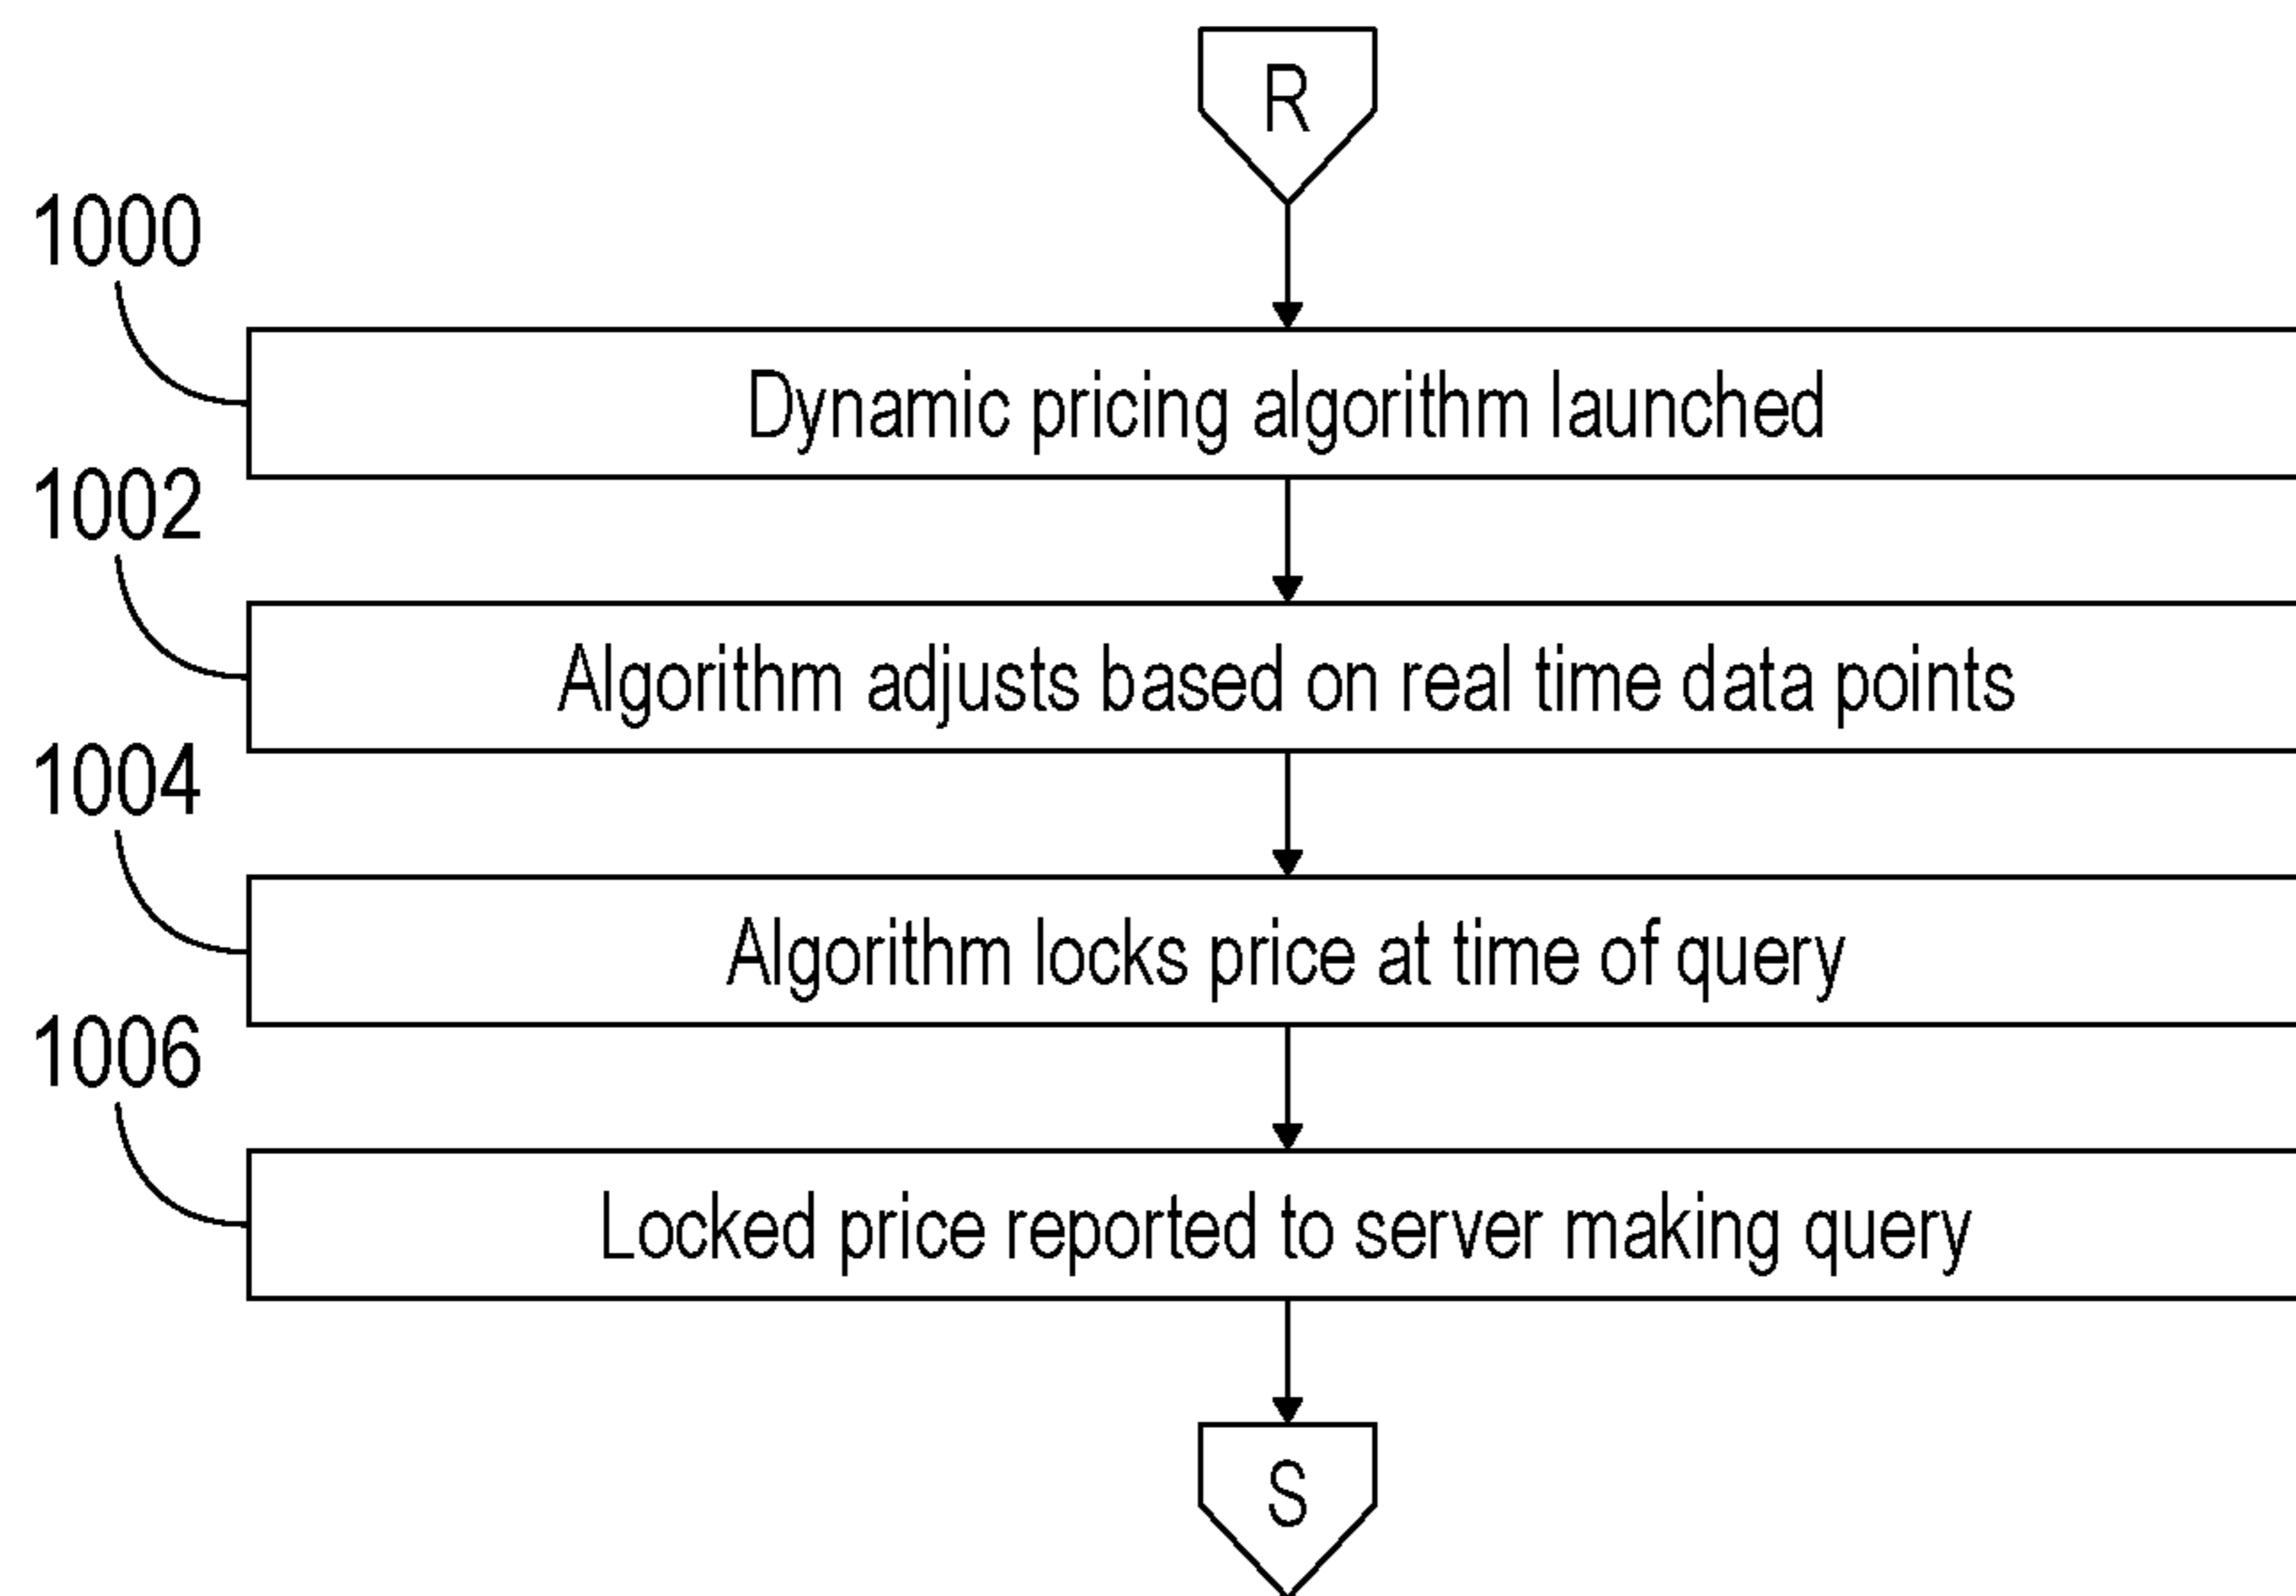 R
1000
Dynamic pricing algorithm launched
1002
Algorithm adjusts based on real time data points
1004
Algorithm locks price at time of query
1006
Locked price reported to server making query
S